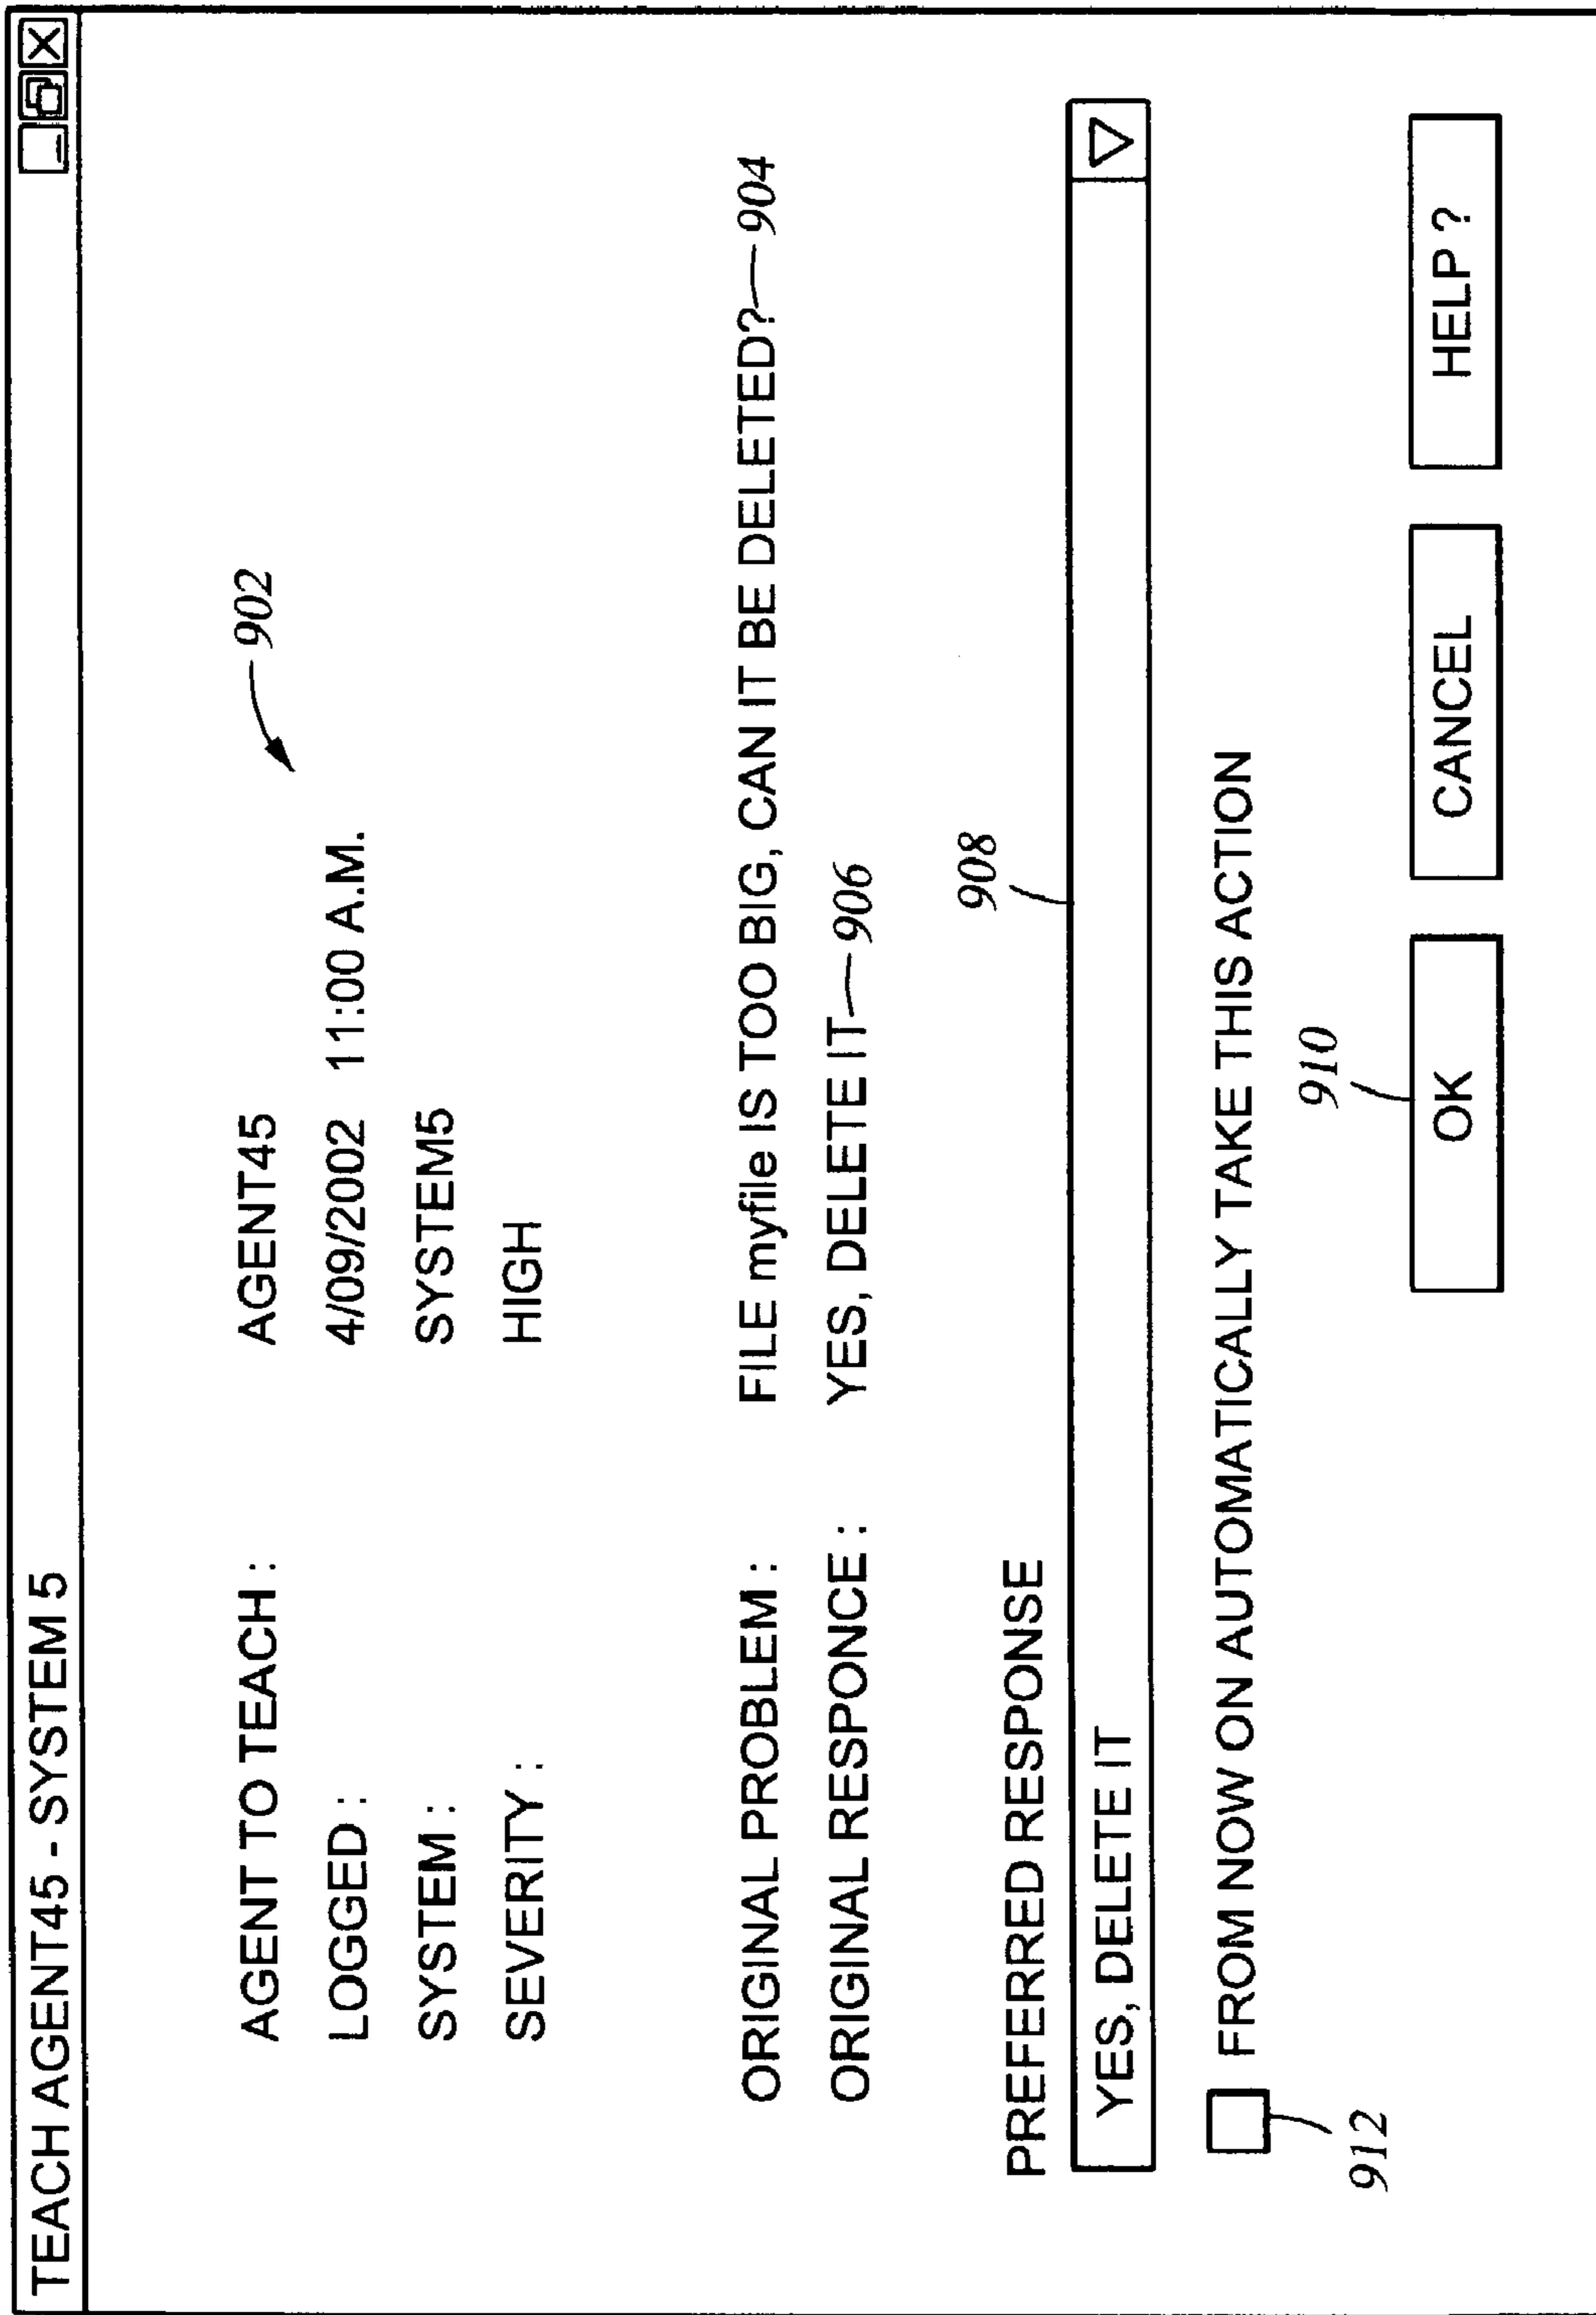 TEACH AGENT45 - SYSTEM 5
902
AGENT TO TEACH : AGENT45
LOGGED : 4/09/2002 11:00 A.M.
SYSTEM : SYSTEM5
SEVERITY : HIGH
ORIGINAL PROBLEM : FILE myfile IS TOO BIG, CAN IT BE DELETED? 904
ORIGINAL RESPONCE : YES, DELETE IT 906
PREFERRED RESPONSE 908
YES, DELETE IT
FROM NOW ON AUTOMATICALLY TAKE THIS ACTION
912 910
OK CANCEL HELP ?